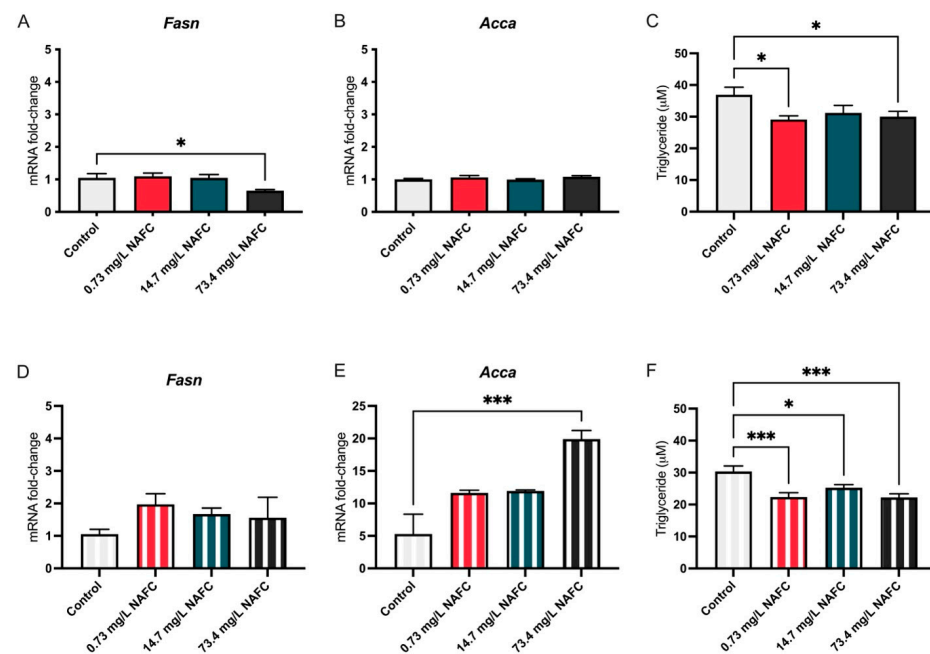 A
Fasn
mRNA fold-change
5
4
3
2
1
0
*
Control
0.73 mg/L NAFC
14.7 mg/L NAFC
73.4 mg/L NAFC
B
Acca
mRNA fold-change
5
4
3
2
1
0
Control
0.73 mg/L NAFC
14.7 mg/L NAFC
73.4 mg/L NAFC
C
Triglyceride (μM)
50
40
30
20
10
0
*
*
Control
0.73 mg/L NAFC
14.7 mg/L NAFC
73.4 mg/L NAFC
D
Fasn
mRNA fold-change
5
4
3
2
1
0
Control
0.73 mg/L NAFC
14.7 mg/L NAFC
73.4 mg/L NAFC
E
Acca
mRNA fold-change
25
20
15
10
5
0
***
Control
0.73 mg/L NAFC
14.7 mg/L NAFC
73.4 mg/L NAFC
F
Triglyceride (μM)
50
40
30
20
10
0
***
*
***
Control
0.73 mg/L NAFC
14.7 mg/L NAFC
73.4 mg/L NAFC